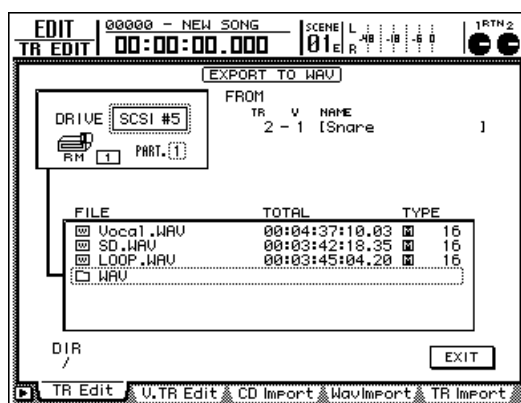 EDIT 00000 - NEW SONG SCENE L 1RTN2
TR EDIT 00:00:00.000 01E R -48 -18 -6 0
EXPORT TO WAV
FROM
TR V NAME
DRIVE SCSI #5 2 - 1 [Snare ]
RM 1 PART.1
FILE TOTAL TYPE
Vocal.WAV 00:04:37:10.03 M 16
SD.WAV 00:03:42:18.35 M 16
LOOP.WAV 00:03:45:04.20 M 16
WAV
DIR
/ EXIT
TR Edit V.TR Edit CD Import WavImport TR Import